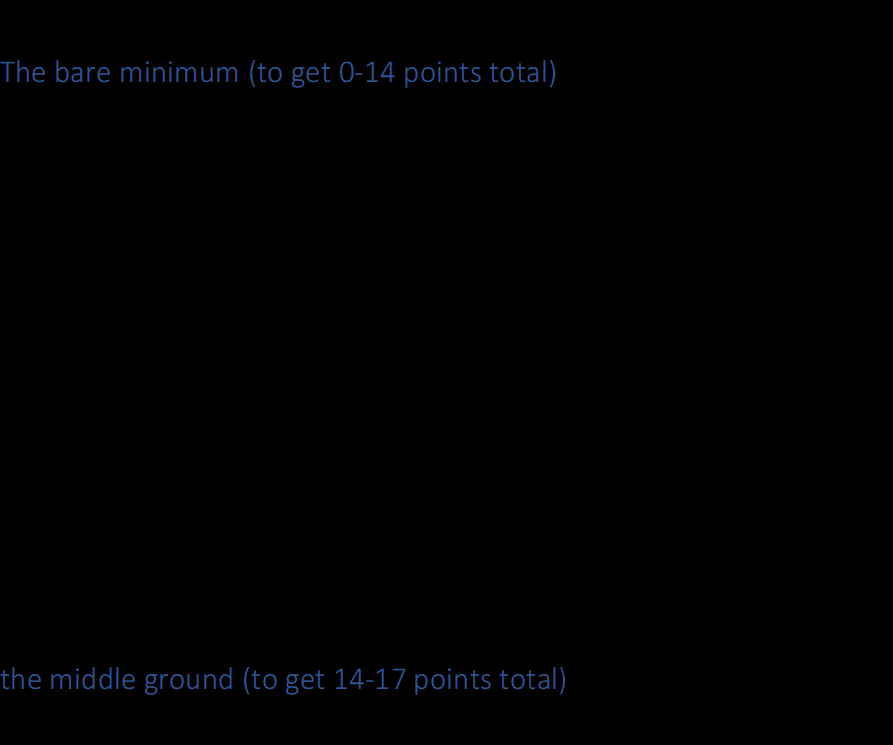 The bare minimum (to get 0-14 points total)
the middle ground (to get 14-17 points total)